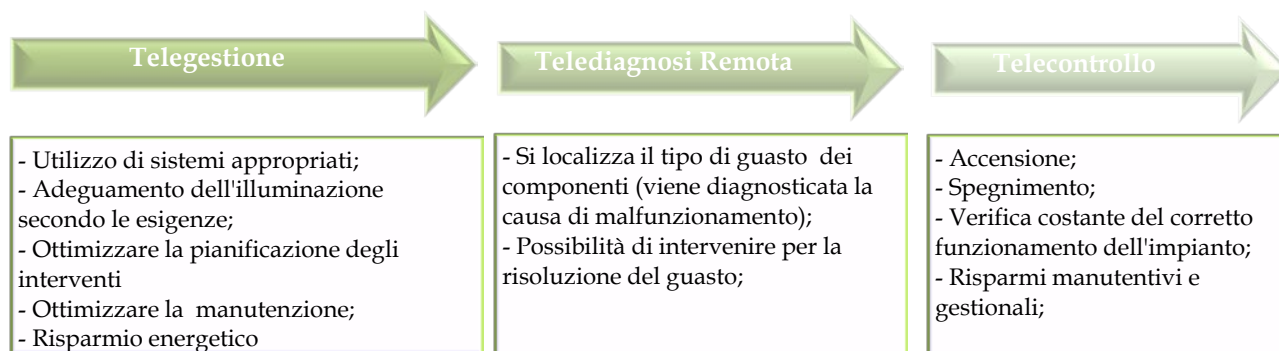 Telegestione
Telediagnosi Remota
Telecontrollo
- Utilizzo di sistemi appropriati;
- Adeguamento dell'illuminazione
secondo le esigenze;
- Ottimizzare la pianificazione degli
interventi
- Ottimizzare la  manutenzione;
- Risparmio energetico
- Si localizza il tipo di guasto  dei
componenti (viene diagnosticata la
causa di malfunzionamento);
- Possibilità di intervenire per la
risoluzione del guasto;
- Accensione;
- Spegnimento;
- Verifica costante del corretto
funzionamento dell'impianto;
- Risparmi manutentivi e
gestionali;